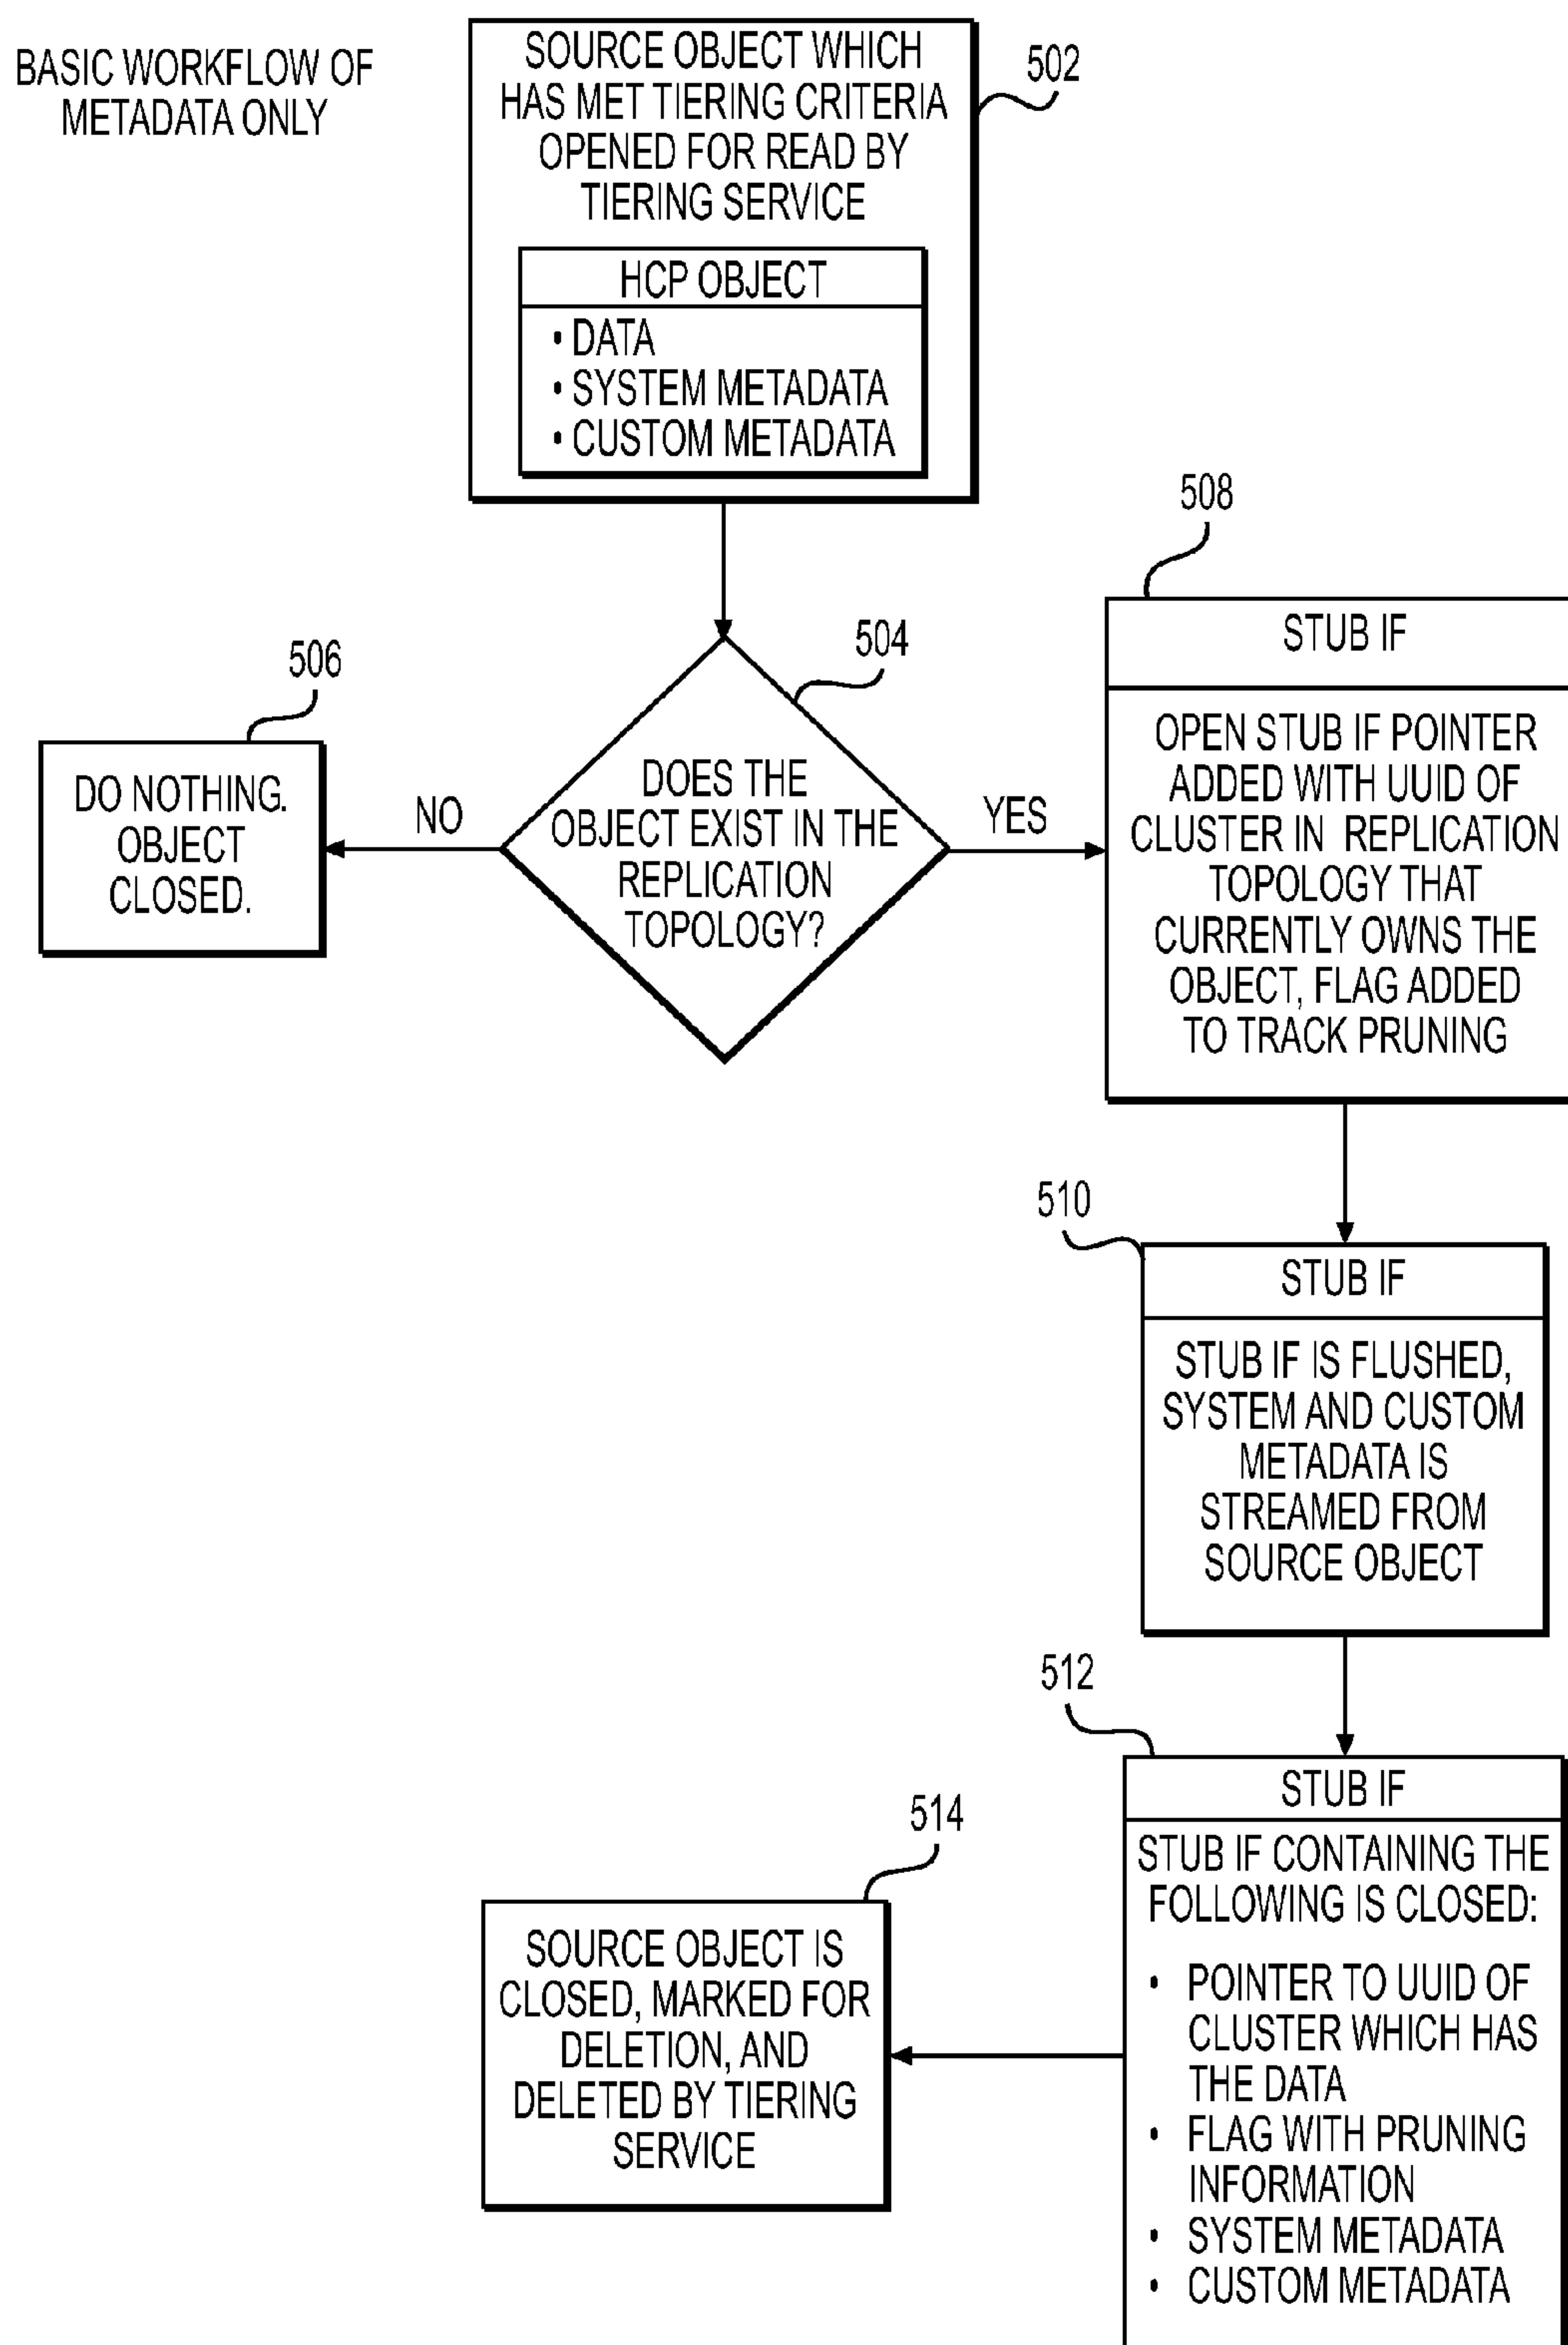 BASIC WORKFLOW OF
METADATA ONLY
SOURCE OBJECT WHICH
HAS MET TIERING CRITERIA
OPENED FOR READ BY
TIERING SERVICE
502
HCP OBJECT
• DATA
• SYSTEM METADATA
• CUSTOM METADATA
504
DOES THE
OBJECT EXIST IN THE
REPLICATION
TOPOLOGY?
NO
506
DO NOTHING.
OBJECT
CLOSED.
YES
508
STUB IF
OPEN STUB IF POINTER
ADDED WITH UUID OF
CLUSTER IN REPLICATION
TOPOLOGY THAT
CURRENTLY OWNS THE
OBJECT, FLAG ADDED
TO TRACK PRUNING
510
STUB IF
STUB IF IS FLUSHED,
SYSTEM AND CUSTOM
METADATA IS
STREAMED FROM
SOURCE OBJECT
512
STUB IF
STUB IF CONTAINING THE
FOLLOWING IS CLOSED:
• POINTER TO UUID OF
CLUSTER WHICH HAS
THE DATA
• FLAG WITH PRUNING
INFORMATION
• SYSTEM METADATA
• CUSTOM METADATA
514
SOURCE OBJECT IS
CLOSED, MARKED FOR
DELETION, AND
DELETED BY TIERING
SERVICE